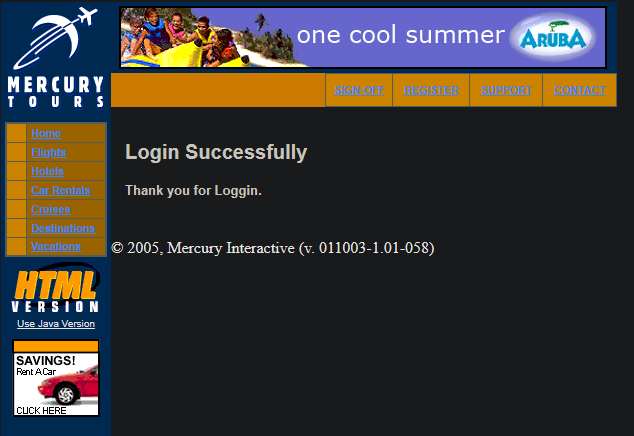 MERCURY
TOURS
one cool summer
ARUBA
SIGN-OFF
REGISTER
SUPPORT
CONTACT
Home
Flights
Hotels
Car Rentals
Cruises
Destinations
Vacations
Login Successfully
Thank you for Loggin.
© 2005, Mercury Interactive (v. 011003-1.01-058)
HTML
VERSION
Use Java Version
SAVINGS!
Rent A Car
CLICK HERE